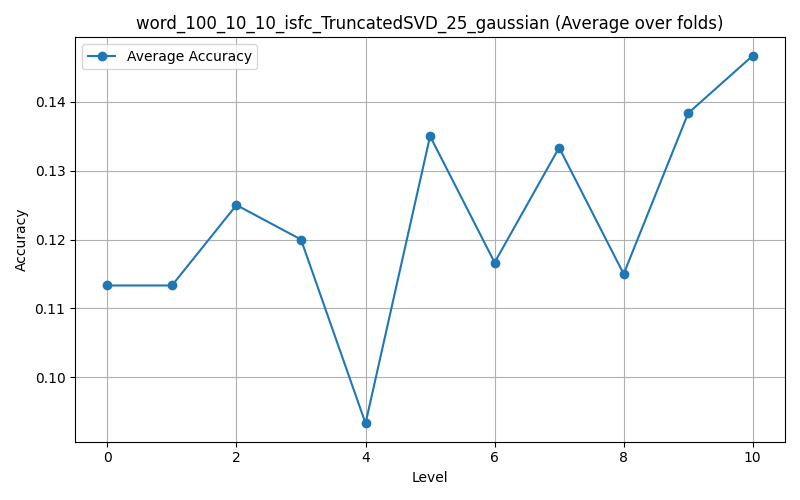 word_100_10_10_isfc_TruncatedSVD_25_gaussian (Average over folds)
Average Accuracy
0.14
0.13
0.12
0.11
0.10
Accuracy
0 2 4 6 8 10
Level